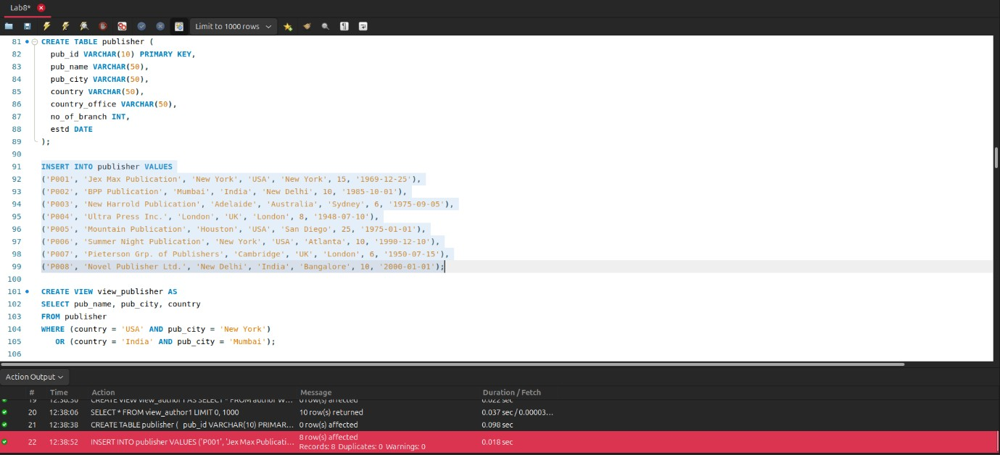 Lab8*
Limit to 1000 rows
81 CREATE TABLE publisher (
82 pub_id VARCHAR(10) PRIMARY KEY,
83 pub_name VARCHAR(50),
84 pub_city VARCHAR(50),
85 country VARCHAR(50),
86 country_office VARCHAR(50),
87 no_of_branch INT,
88 estd DATE
89 );
90
91 INSERT INTO publisher VALUES
92 ('P001', 'Jex Max Publication', 'New York', 'USA', 'New York', 15, '1969-12-25'),
93 ('P002', 'BPP Publication', 'Mumbai', 'India', 'New Delhi', 10, '1985-10-01'),
94 ('P003', 'New Harrold Publication', 'Adelaide', 'Australia', 'Sydney', 6, '1975-09-05'),
95 ('P004', 'Ultra Press Inc.', 'London', 'UK', 'London', 8, '1948-07-10'),
96 ('P005', 'Mountain Publication', 'Houston', 'USA', 'San Diego', 25, '1975-01-01'),
97 ('P006', 'Summer Night Publication', 'New York', 'USA', 'Atlanta', 10, '1990-12-10'),
98 ('P007', 'Pieterson Grp. of Publishers', 'Cambridge', 'UK', 'London', 6, '1950-07-15'),
99 ('P008', 'Novel Publisher Ltd.', 'New Delhi', 'India', 'Bangalore', 10, '2000-01-01');
100
101 CREATE VIEW view_publisher AS
102 SELECT pub_name, pub_city, country
103 FROM publisher
104 WHERE (country = 'USA' AND pub_city = 'New York')
105 OR (country = 'India' AND pub_city = 'Mumbai');
106
Action Output
# Time Action Message Duration / Fetch
19 12:36:30 CREATE VIEW view_author1 AS SELECT * FROM author W... 0 row(s) affected 0.022 sec
20 12:38:06 SELECT * FROM view_author1 LIMIT 0, 1000 10 row(s) returned 0.037 sec / 0.00003...
21 12:38:38 CREATE TABLE publisher ( pub_id VARCHAR(10) PRIMAR... 0 row(s) affected 0.098 sec
22 12:38:52 INSERT INTO publisher VALUES ('P001', 'Jex Max Publicati... 8 row(s) affected 0.018 sec
Records: 8 Duplicates: 0 Warnings: 0